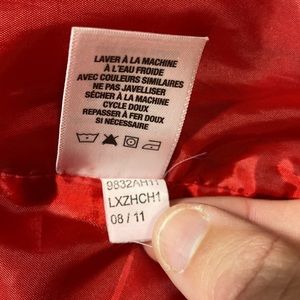 LAVER À LA MACHINE
À L'EAU FROIDE
AVEC COULEURS SIMILAIRES
NE PAS JAVELLISER
SÉCHER À LA MACHINE
CYCLE DOUX
REPASSER À FER DOUX
SI NÉCESSAIRE
9832AH11
LXZHCH1
08 / 11